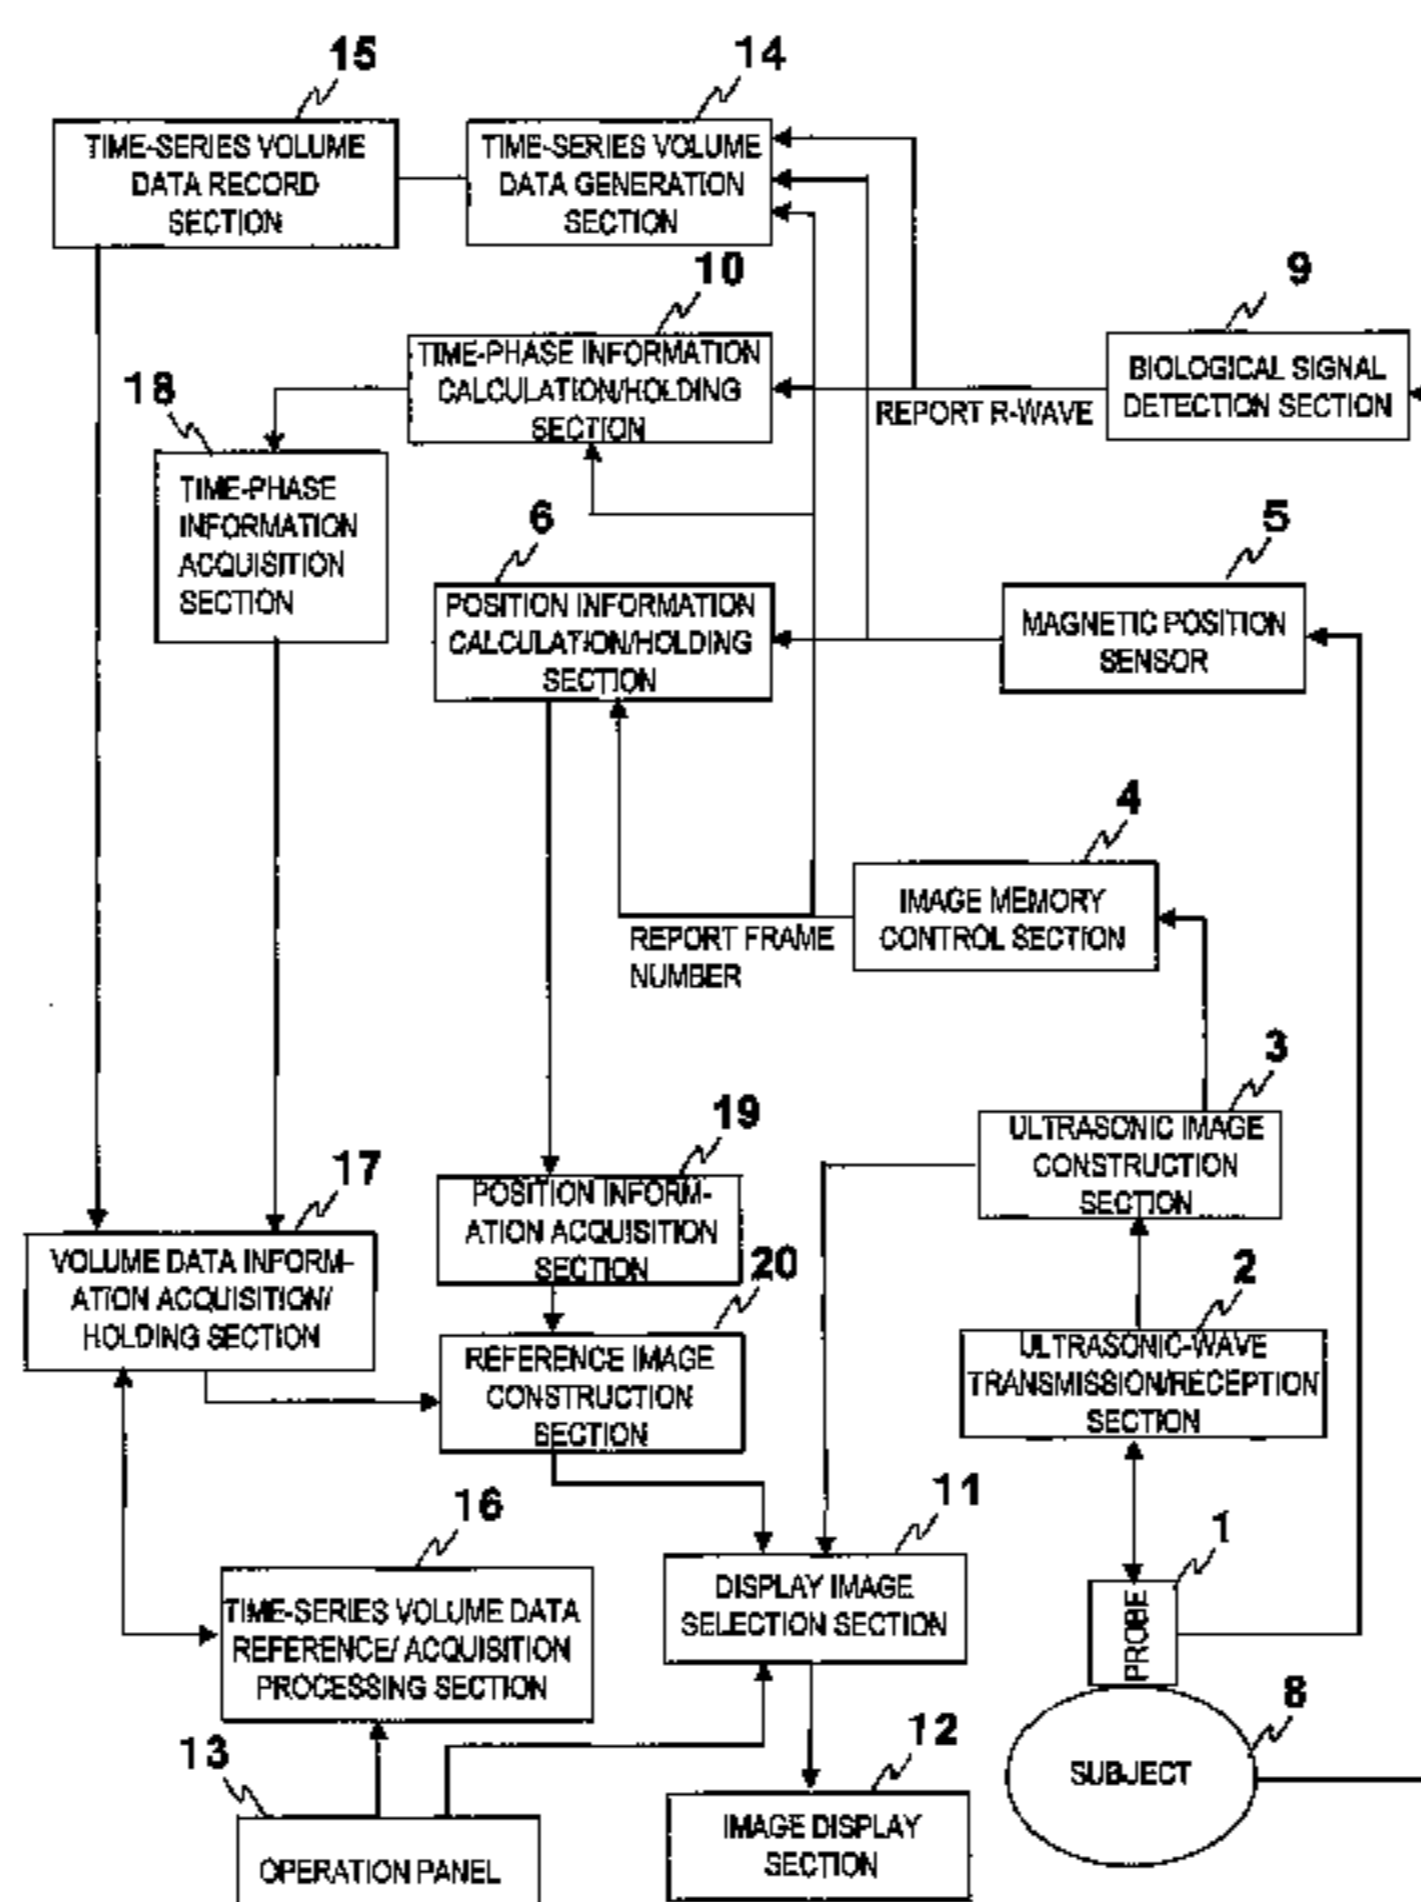 15
14
TIME-SERIES VOLUME
DATA RECORD
SECTION
TIME-SERIES VOLUME
DATA GENERATION
SECTION
10
9
TIME-PHASE INFORMATION
CALCULATION/HOLDING
SECTION
BIOLOGICAL SIGNAL
DETECTION SECTION
REPORT R-WAVE
18
TIME-PHASE
INFORMATION
ACQUISITION
SECTION
6
5
POSITION INFORMATION
CALCULATION/HOLDING
SECTION
MAGNETIC POSITION
SENSOR
4
IMAGE MEMORY
CONTROL SECTION
REPORT FRAME
NUMBER
3
ULTRASONIC IMAGE
CONSTRUCTION
SECTION
19
POSITION INFORM-
ATION ACQUISITION
SECTION
17
VOLUME DATA INFORM-
ATION ACQUISITION/
HOLDING SECTION
20
REFERENCE IMAGE
CONSTRUCTION
SECTION
2
ULTRASONIC-WAVE
TRANSMISSION/RECEPTION
SECTION
16
TIME-SERIES VOLUME DATA
REFERENCE/ ACQUISITION
PROCESSING SECTION
11
DISPLAY IMAGE
SELECTION SECTION
1
PROBE
8
SUBJECT
13
OPERATION PANEL
12
IMAGE DISPLAY
SECTION